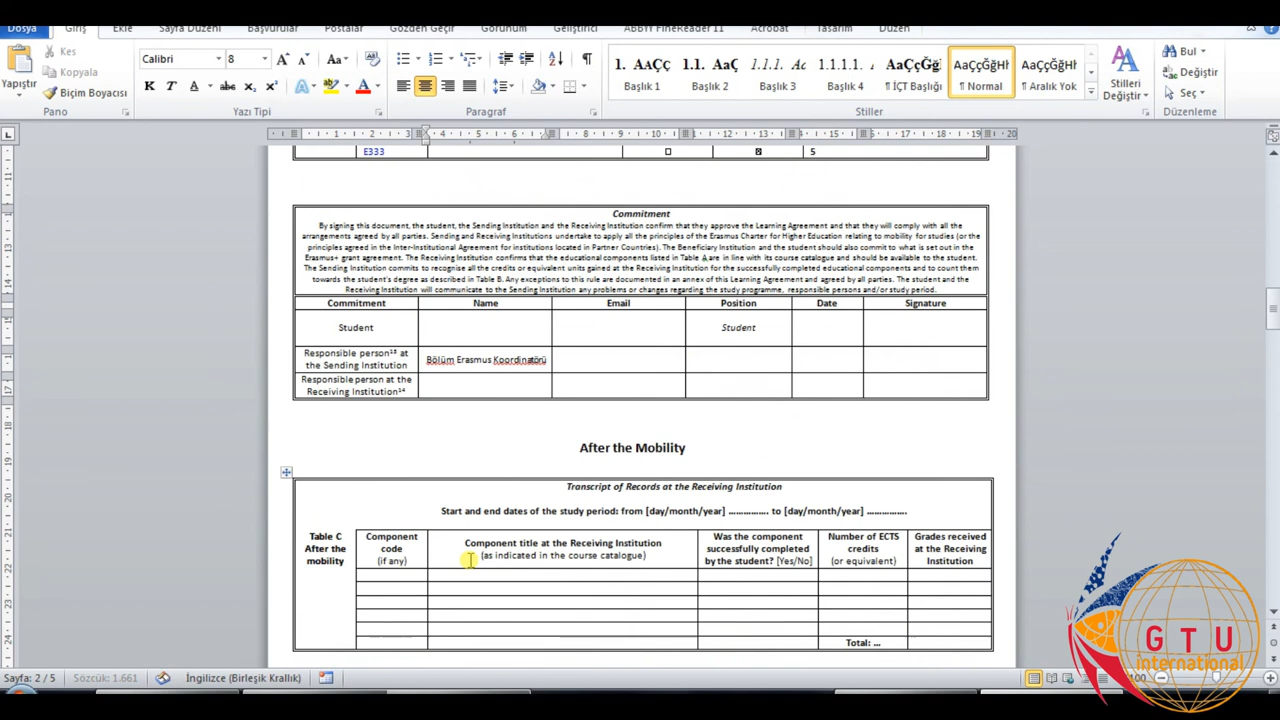 Dosya Giriş Ekle Sayfa Düzeni Başvurular Postalar Gözden Geçir Görünüm Geliştirici ABBYY FineReader 11 Acrobat Tasarım Düzen
Yapıştır
Kes
Kopyala
Biçim Boyacısı
Calibri 8
1. AaÇç 1.1. AaÇ 1.1.1. Ac 1.1.1.1. A AaÇçĞğ AaÇçĞğHł AaÇçĞğHł
Başlık 1 Başlık 2 Başlık 3 Başlık 4 ¶ İÇT Başlığı ¶ Normal ¶ Aralık Yok
Stilleri Değiştir
Bul
Değiştir
Seç
Pano Yazı Tipi Paragraf Stiller Düzenleme
E333 5
Commitment
By signing this document, the student, the Sending Institution and the Receiving Institution confirm that they approve the Learning Agreement and that they will comply with all the
arrangements agreed by all parties. Sending and Receiving Institutions undertake to apply all the principles of the Erasmus Charter for Higher Education relating to mobility for studies (or the
principles agreed in the Inter-Institutional Agreement for institutions located in Partner Countries). The Beneficiary Institution and the student should also commit to what is set out in the
Erasmus+ grant agreement. The Receiving Institution confirms that the educational components listed in Table A are in line with its course catalogue and should be available to the student.
The Sending Institution commits to recognise all the credits or equivalent units gained at the Receiving Institution for the successfully completed educational components and to count them
towards the student's degree as described in Table B. Any exceptions to this rule are documented in an annex of this Learning Agreement and agreed by all parties. The student and the
Receiving Institution will communicate to the Sending Institution any problems or changes regarding the study programme, responsible persons and/or study period.
Commitment Name Email Position Date Signature
Student Student
Responsible person¹³ at
the Sending Institution
Bölüm Erasmus Koordinatörü
Responsible person at the
Receiving Institution¹⁴
After the Mobility
Transcript of Records at the Receiving Institution
Start and end dates of the study period: from [day/month/year] ……………. to [day/month/year] …………….
Table C
After the
mobility
Component
code
(if any)
Component title at the Receiving Institution
(as indicated in the course catalogue)
Was the component
successfully completed
by the student? [Yes/No]
Number of ECTS
credits
(or equivalent)
Grades received
at the Receiving
Institution
Total: …
GTU
international
Sayfa: 2 / 5 Sözcük: 1.661 İngilizce (Birleşik Krallık)